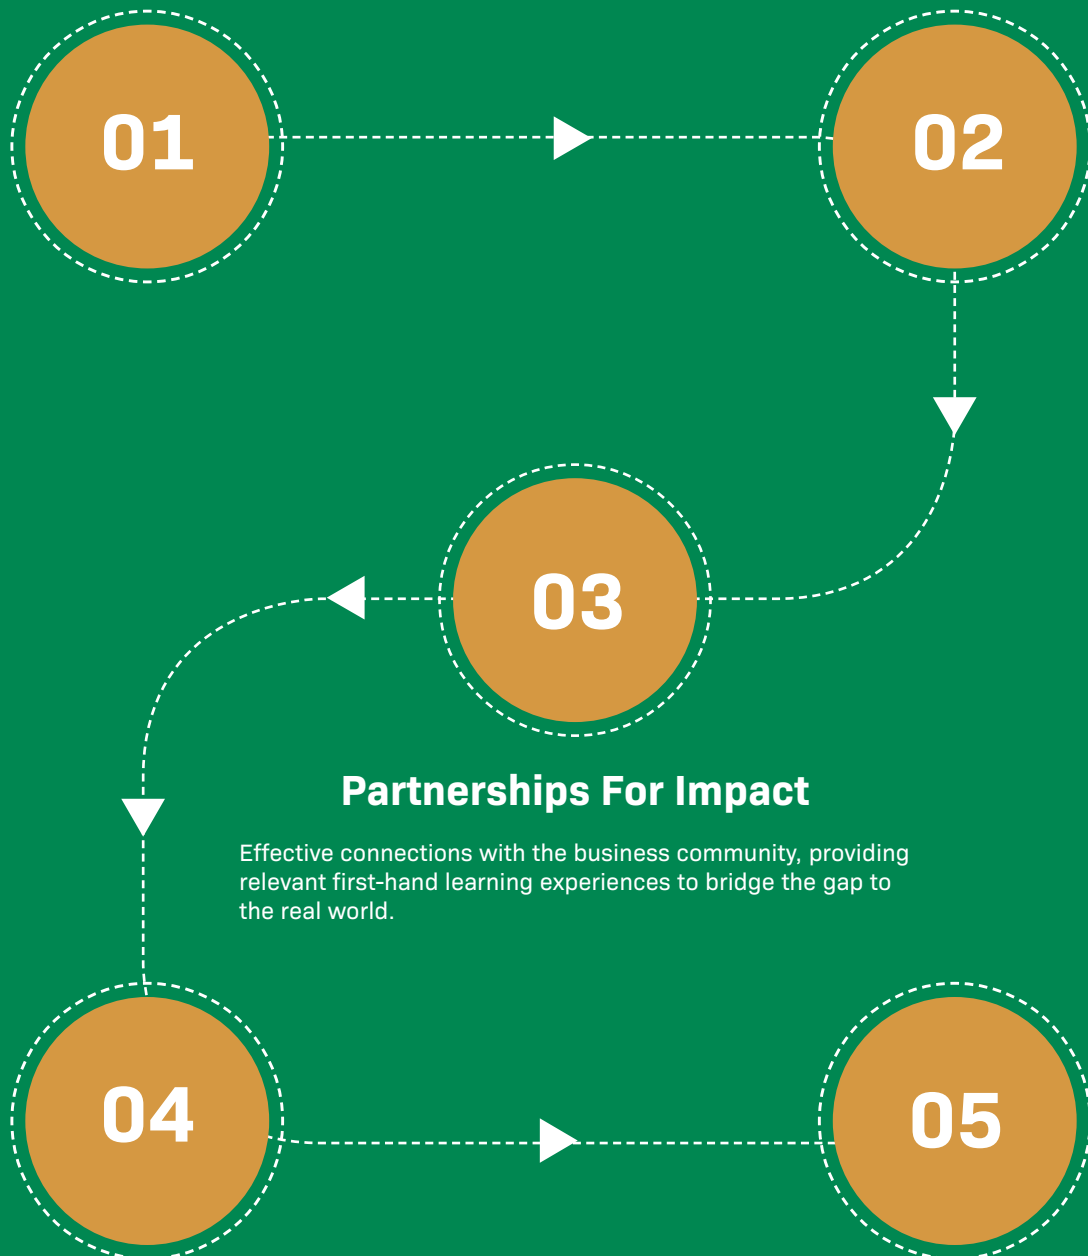 01
02
03
Partnerships For Impact
Effective connections with the business community, providing
relevant first-hand learning experiences to bridge the gap to
the real world.
04
05